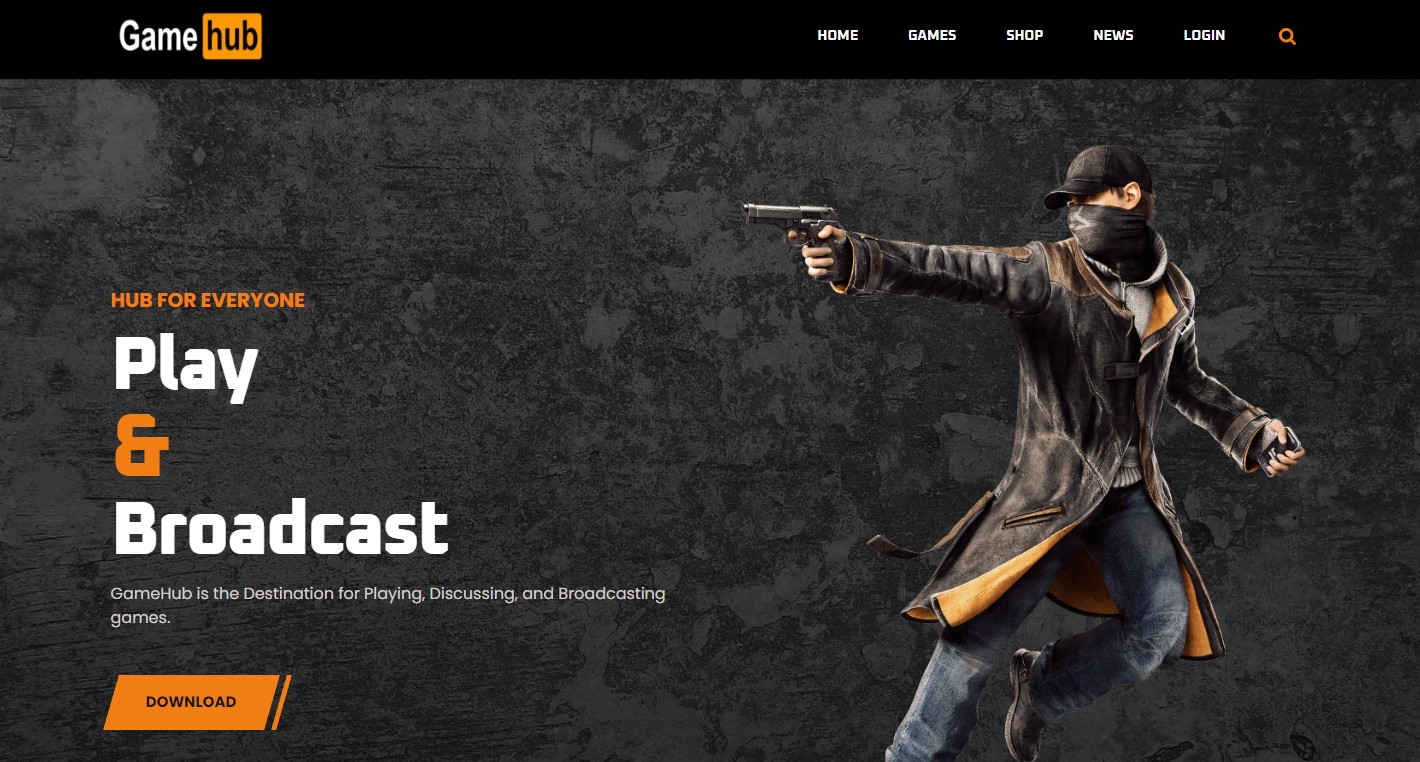 Game hub
HOME GAMES SHOP NEWS LOGIN
HUB FOR EVERYONE
Play
&
Broadcast
GameHub is the Destination for Playing, Discussing, and Broadcasting
games.
DOWNLOAD